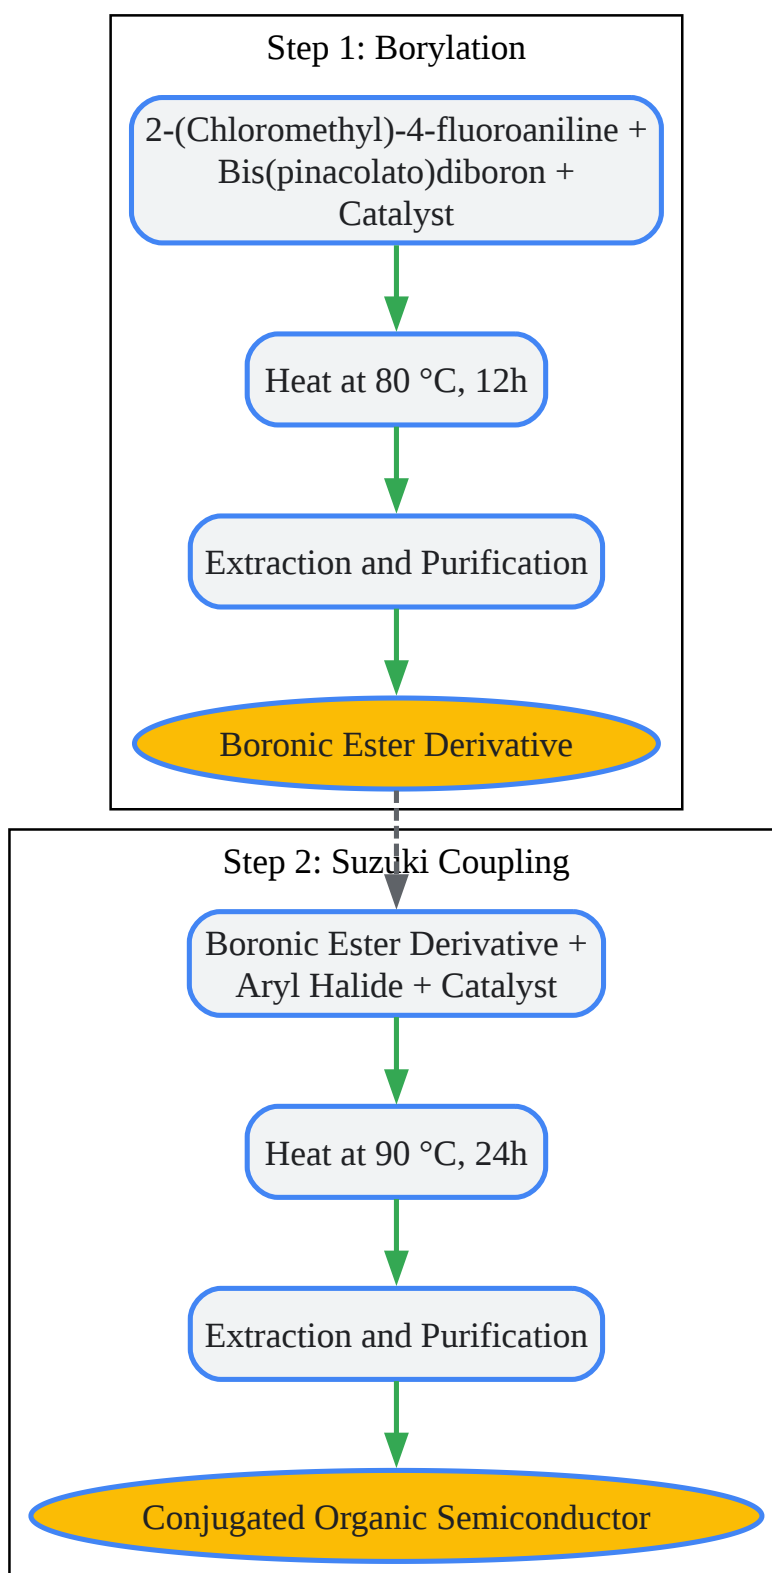 Step 1: Borylation
2-(Chloromethyl)-4-fluoroaniline +
Bis(pinacolato)diboron +
Catalyst
Heat at 80 °C, 12h
Extraction and Purification
Boronic Ester Derivative
Step 2: Suzuki Coupling
Boronic Ester Derivative +
Aryl Halide + Catalyst
Heat at 90 °C, 24h
Extraction and Purification
Conjugated Organic Semiconductor